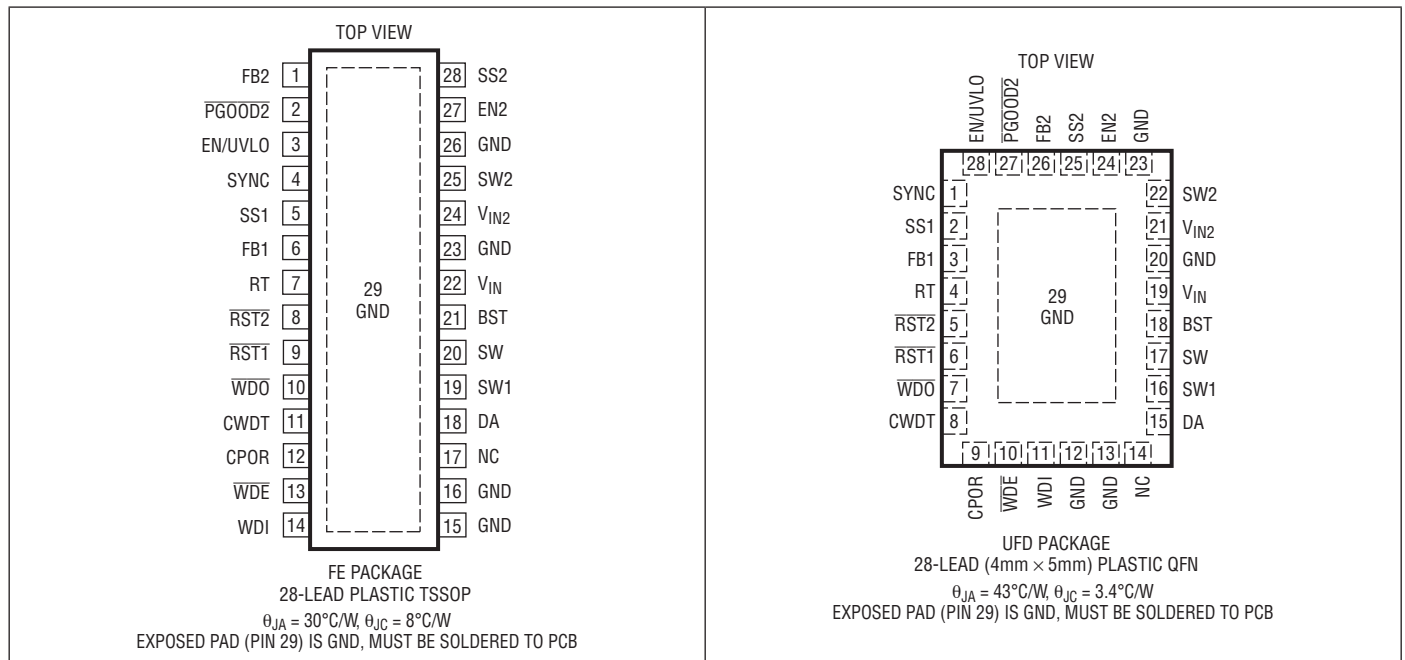 TOP VIEW
FB2 1
PGOOD2 2
EN/UVLO 3
SYNC 4
SS1 5
FB1 6
RT 7
RST2 8
RST1 9
WDO 10
CWDT 11
CPOR 12
WDE 13
WDI 14
29
GND
28 SS2
27 EN2
26 GND
25 SW2
24 VIN2
23 GND
22 VIN
21 BST
20 SW
19 SW1
18 DA
17 NC
16 GND
15 GND
FE PACKAGE
28-LEAD PLASTIC TSSOP
θJA = 30°C/W, θJC = 8°C/W
EXPOSED PAD (PIN 29) IS GND, MUST BE SOLDERED TO PCB
TOP VIEW
EN/UVLO
PGOOD2
FB2
SS2
EN2
GND
28 27 26 25 24 23
SYNC 1
SS1 2
FB1 3
RT 4
RST2 5
RST1 6
WDO 7
CWDT 8
29
GND
22 SW2
21 VIN2
20 GND
19 VIN
18 BST
17 SW
16 SW1
15 DA
9 10 11 12 13 14
CPOR
WDE
WDI
GND
GND
NC
UFD PACKAGE
28-LEAD (4mm × 5mm) PLASTIC QFN
θJA = 43°C/W, θJC = 3.4°C/W
EXPOSED PAD (PIN 29) IS GND, MUST BE SOLDERED TO PCB